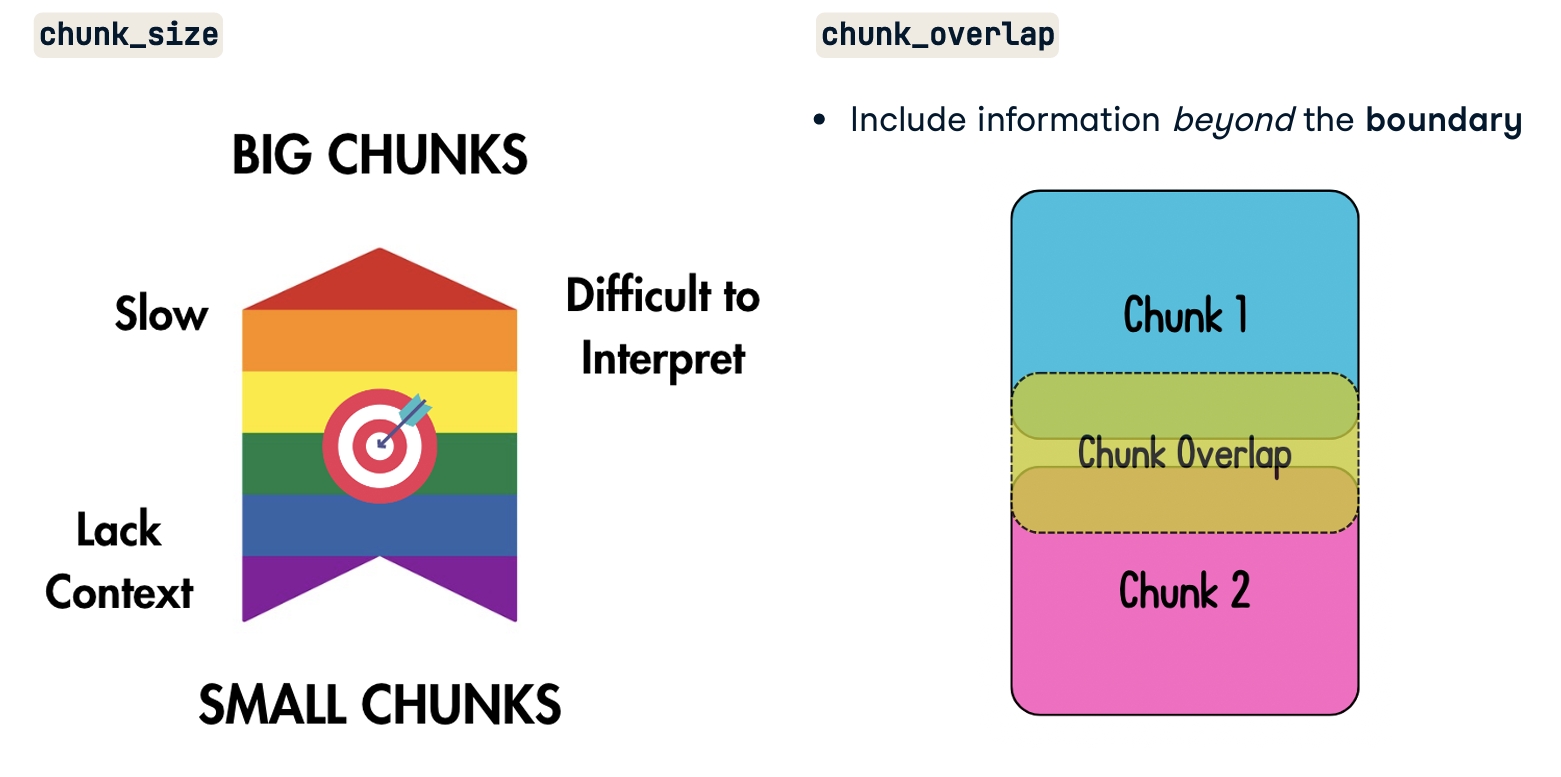 chunk_size
BIG CHUNKS
Slow
Difficult to
Interpret
Lack
Context
SMALL CHUNKS
chunk_overlap
• Include information beyond the boundary
Chunk 1
Chunk Overlap
Chunk 2